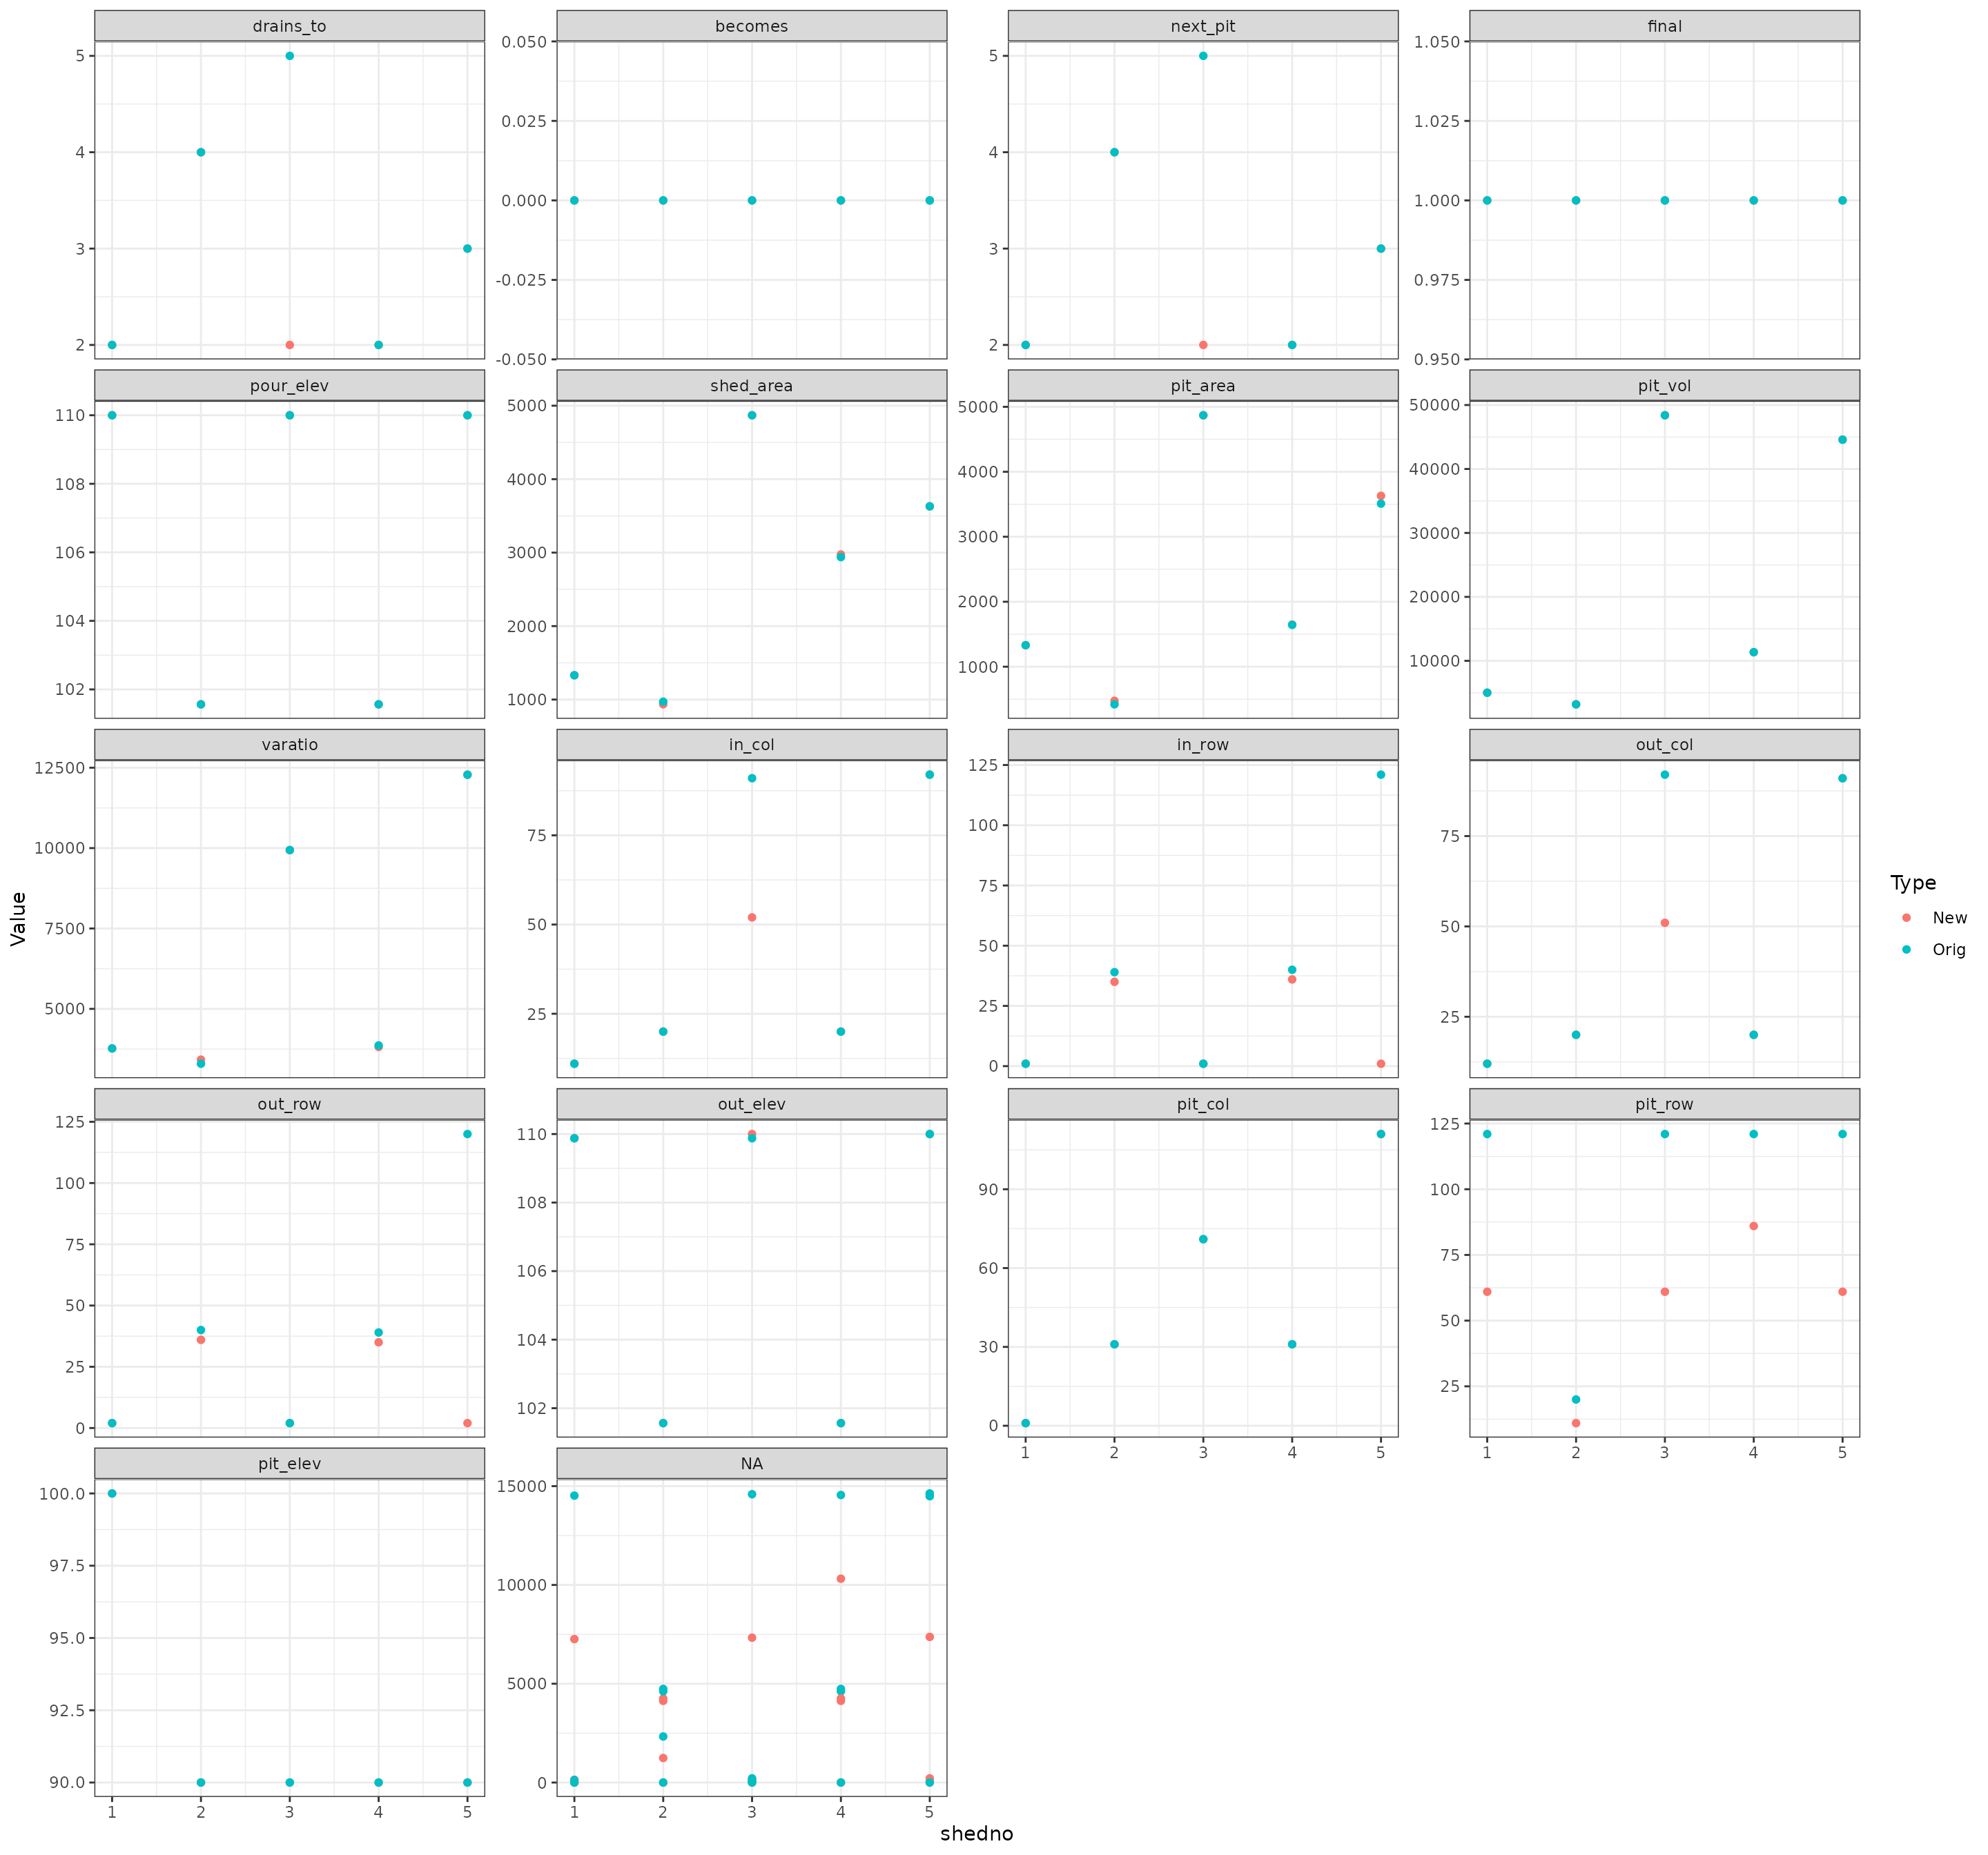 drains_to becomes next_pit final
5 0.050 5 1.050
4 0.025 4 1.025
0.000 1.000
3 -0.025 3 0.975
2 -0.050 2 0.950
pour_elev shed_area pit_area pit_vol
110 5000 5000 50000
108 4000 4000 40000
106 3000 3000 30000
104 2000 2000 20000
102 1000 1000 10000
varatio in_col in_row out_col
12500 75 125 75
10000 50 100 50
7500 25 75 25
5000 50
25
0
Value
Type
New
Orig
out_row out_elev pit_col pit_row
125 110 90 125
100 108 60 100
75 106 30 75
50 104 0 50
25 102 25
0
1 2 3 4 5 1 2 3 4 5
pit_elev NA
100.0 15000
97.5 10000
95.0 5000
92.5 0
90.0
1 2 3 4 5 1 2 3 4 5
shedno